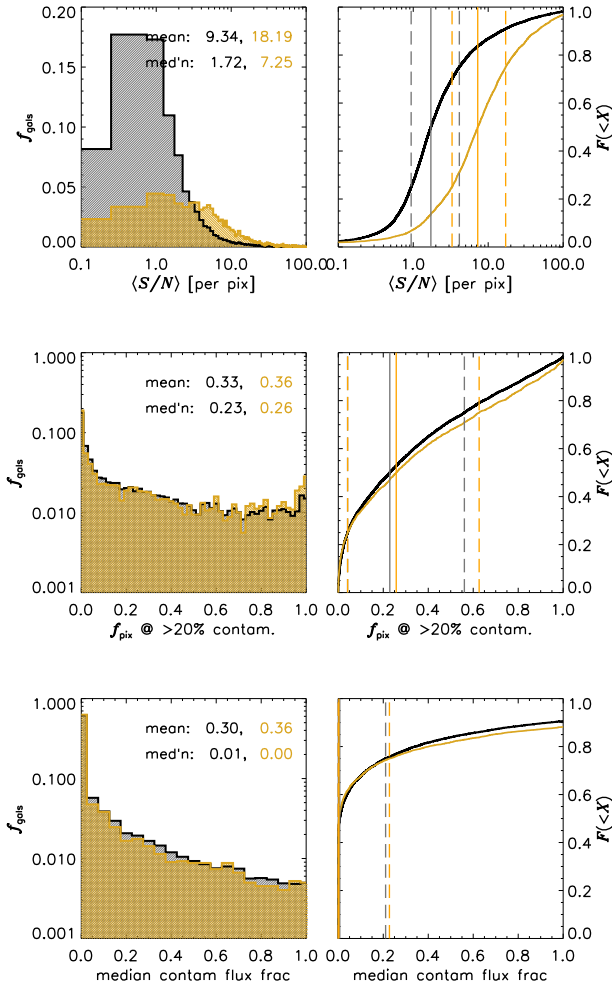 0.20
mean: 9.34, 18.19
med'n: 1.72, 7.25
0.15
0.10
0.05
0.00
f_gals
0.1 1.0 10.0 100.0
⟨S/N⟩ [per pix]
1.0
0.8
0.6
0.4
0.2
0.0
F(<X)
0.1 1.0 10.0 100.0
⟨S/N⟩ [per pix]
1.000
mean: 0.33, 0.36
med'n: 0.23, 0.26
0.100
0.010
0.001
f_gals
0.0 0.2 0.4 0.6 0.8 1.0
f_pix @ >20% contam.
1.0
0.8
0.6
0.4
0.2
0.0
F(<X)
0.0 0.2 0.4 0.6 0.8 1.0
f_pix @ >20% contam.
1.000
mean: 0.30, 0.36
med'n: 0.01, 0.00
0.100
0.010
0.001
f_gals
0.0 0.2 0.4 0.6 0.8 1.0
median contam flux frac
1.0
0.8
0.6
0.4
0.2
0.0
F(<X)
0.0 0.2 0.4 0.6 0.8 1.0
median contam flux frac